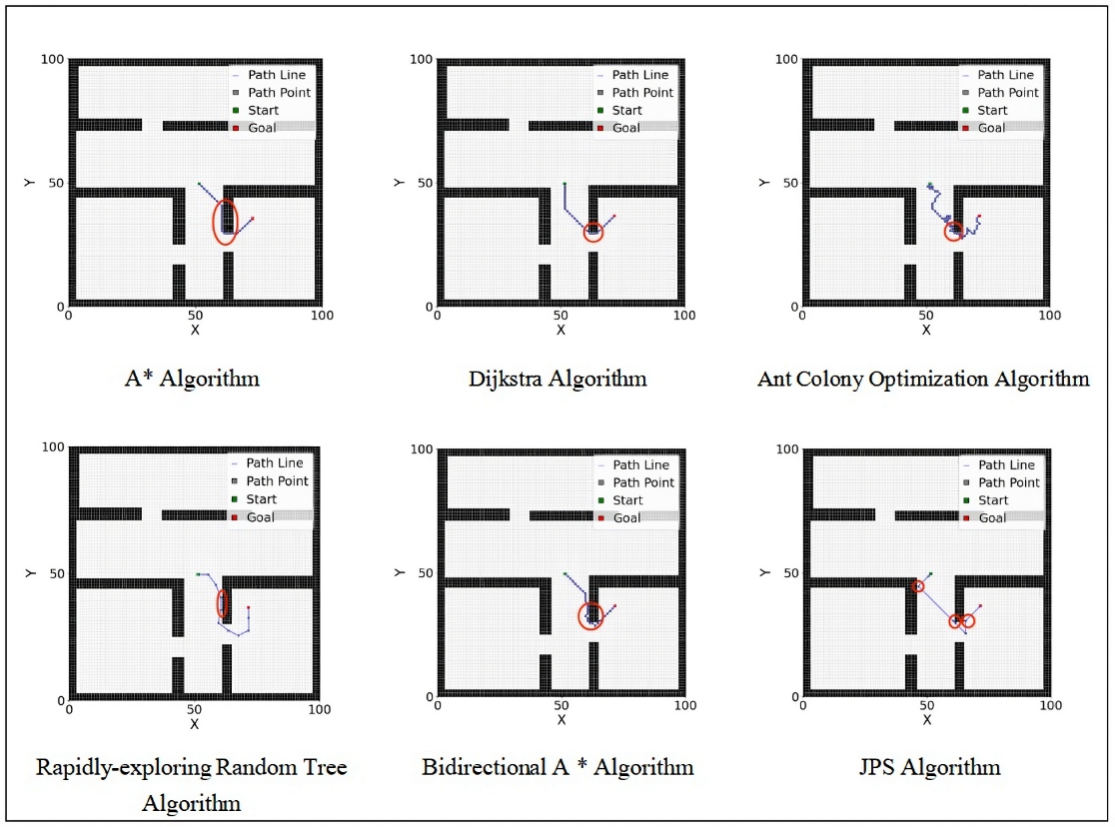 100
Path Line
Path Point
Start
Goal
Y
50
0
0
50
100
X
A* Algorithm
100
Path Line
Path Point
Start
Goal
Y
50
0
0
50
100
X
Dijkstra Algorithm
100
Path Line
Path Point
Start
Goal
Y
50
0
0
50
100
X
Ant Colony Optimization Algorithm
100
Path Line
Path Point
Start
Goal
Y
50
0
0
50
100
X
Rapidly-exploring Random Tree
Algorithm
100
Path Line
Path Point
Start
Goal
Y
50
0
0
50
100
X
Bidirectional A * Algorithm
100
Path Line
Path Point
Start
Goal
Y
50
0
0
50
100
X
JPS Algorithm